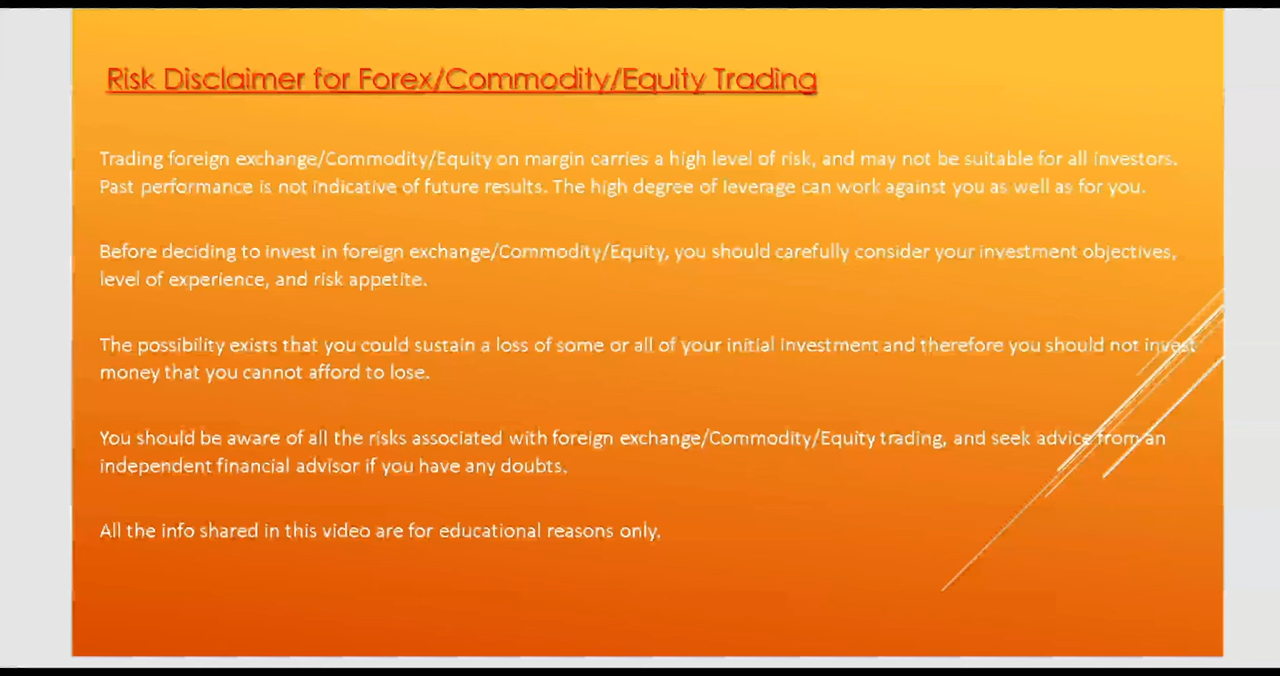 Risk Disclaimer for Forex/Commodity/Equity Trading
Trading foreign exchange/Commodity/Equity on margin carries a high level of risk, and may not be suitable for all investors.
Past performance is not indicative of future results. The high degree of leverage can work against you as well as for you.
Before deciding to invest in foreign exchange/Commodity/Equity, you should carefully consider your investment objectives,
level of experience, and risk appetite.
The possibility exists that you could sustain a loss of some or all of your initial investment and therefore you should not invest
money that you cannot afford to lose.
You should be aware of all the risks associated with foreign exchange/Commodity/Equity trading, and seek advice from an
independent financial advisor if you have any doubts.
All the info shared in this video are for educational reasons only.